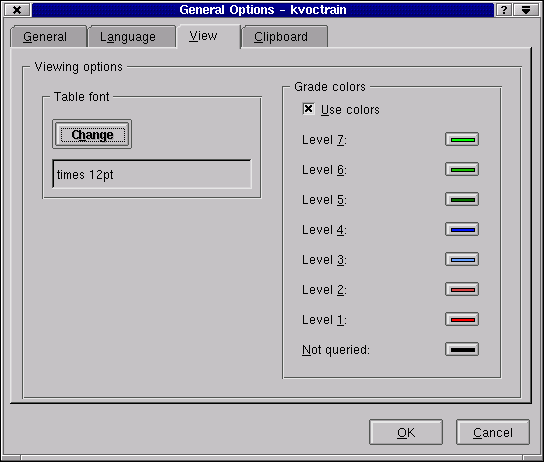 General Options - kvoctrain
General Language View Clipboard
Viewing options
Table font
Change
times 12pt
Grade colors
Use colors
Level 7:
Level 6:
Level 5:
Level 4:
Level 3:
Level 2:
Level 1:
Not queried:
OK Cancel